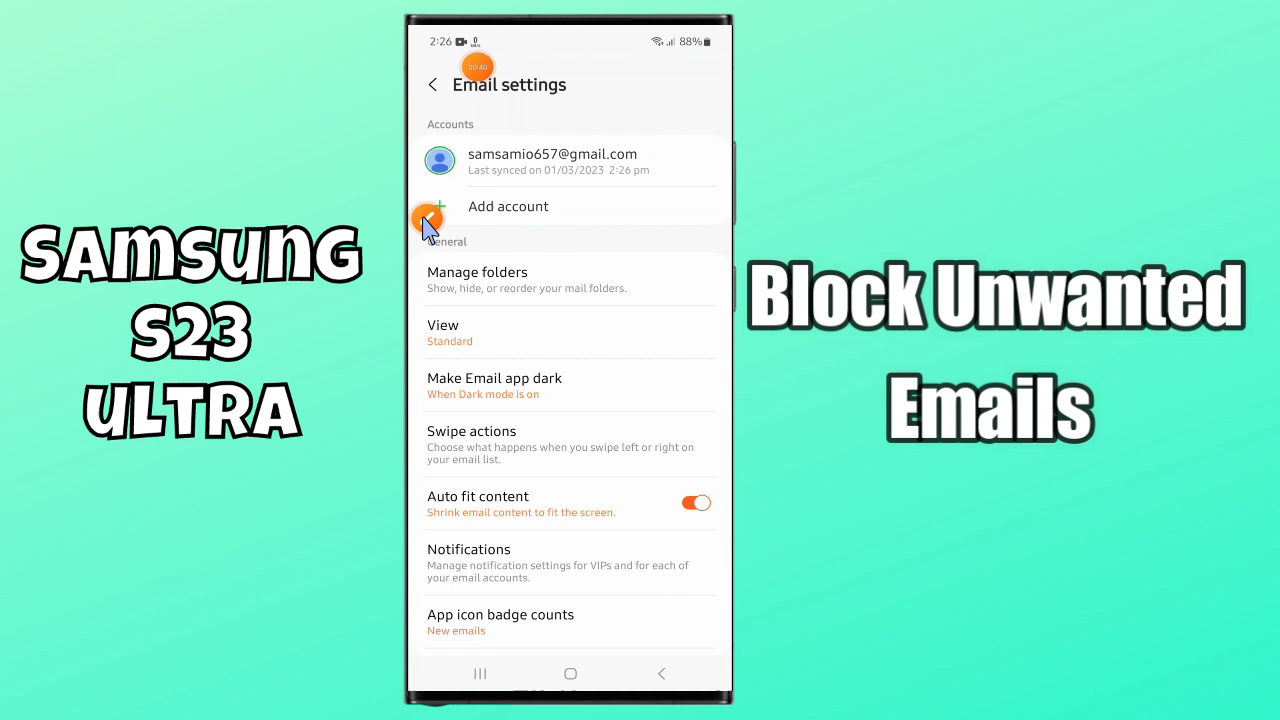 SAMSUNG
S23
ULTRA
2:26
88%
00:40
Email settings
Accounts
samsamio657@gmail.com
Last synced on 01/03/2023 2:26 pm
Add account
General
Manage folders
Show, hide, or reorder your mail folders.
View
Standard
Make Email app dark
When Dark mode is on
Swipe actions
Choose what happens when you swipe left or right on
your email list.
Auto fit content
Shrink email content to fit the screen.
Notifications
Manage notification settings for VIPs and for each of
your email accounts.
App icon badge counts
New emails
Block Unwanted
Emails